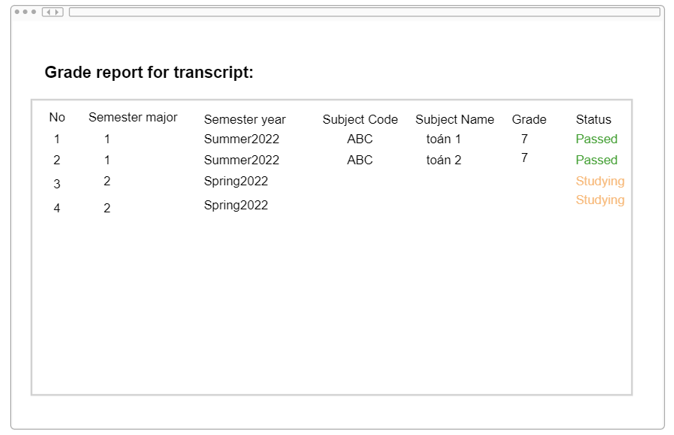 Grade report for transcript:
No Semester major Semester year Subject Code Subject Name Grade Status
1 1 Summer2022 ABC toán 1 7 Passed
2 1 Summer2022 ABC toán 2 7 Passed
3 2 Spring2022 Studying
4 2 Spring2022 Studying